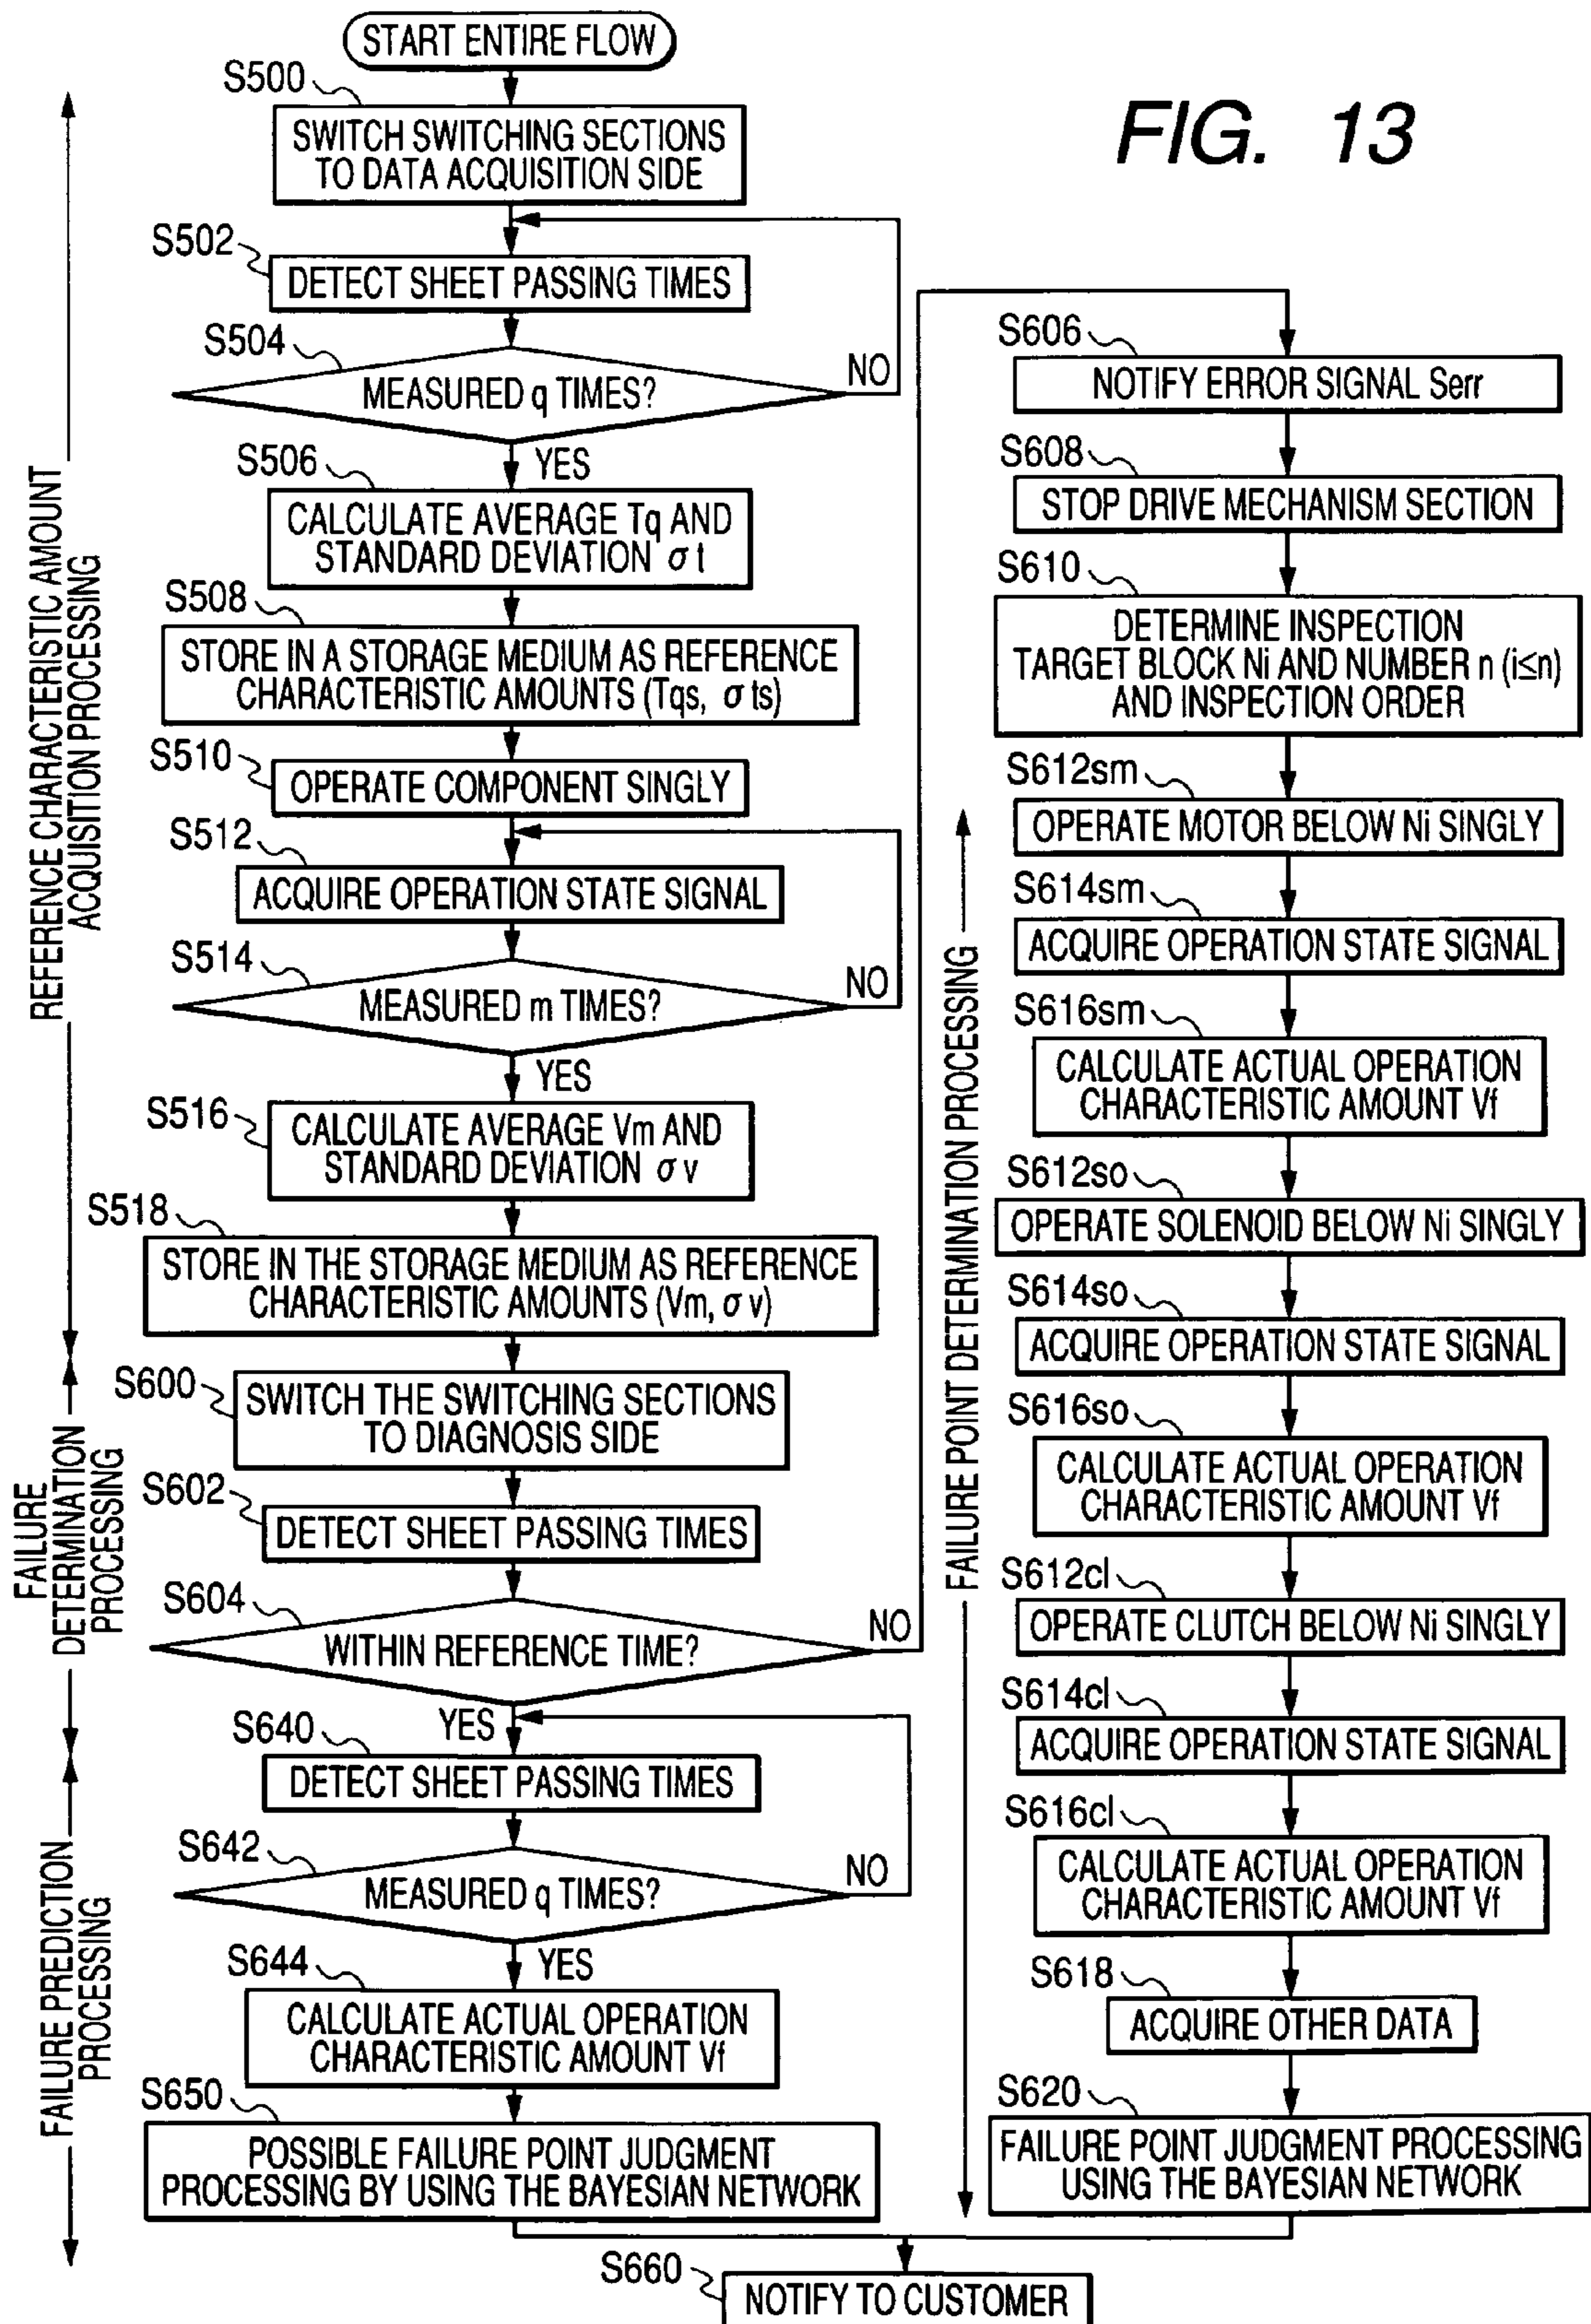 FIG. 13
START ENTIRE FLOW
S500
SWITCH SWITCHING SECTIONS
TO DATA ACQUISITION SIDE
S502
DETECT SHEET PASSING TIMES
S504
MEASURED q TIMES?
NO
YES
S506
CALCULATE AVERAGE Tq AND
STANDARD DEVIATION σt
S508
STORE IN A STORAGE MEDIUM AS REFERENCE
CHARACTERISTIC AMOUNTS (Tqs, σts)
S510
OPERATE COMPONENT SINGLY
S512
ACQUIRE OPERATION STATE SIGNAL
S514
MEASURED m TIMES?
NO
YES
S516
CALCULATE AVERAGE Vm AND
STANDARD DEVIATION σv
S518
STORE IN THE STORAGE MEDIUM AS REFERENCE
CHARACTERISTIC AMOUNTS (Vm, σv)
REFERENCE CHARACTERISTIC AMOUNT
ACQUISITION PROCESSING
S600
SWITCH THE SWITCHING SECTIONS
TO DIAGNOSIS SIDE
S602
DETECT SHEET PASSING TIMES
S604
WITHIN REFERENCE TIME?
NO
YES
FAILURE
DETERMINATION
PROCESSING
S640
DETECT SHEET PASSING TIMES
S642
MEASURED q TIMES?
NO
YES
S644
CALCULATE ACTUAL OPERATION
CHARACTERISTIC AMOUNT Vf
S650
POSSIBLE FAILURE POINT JUDGMENT
PROCESSING BY USING THE BAYESIAN NETWORK
FAILURE PREDICTION
PROCESSING
S606
NOTIFY ERROR SIGNAL Serr
S608
STOP DRIVE MECHANISM SECTION
S610
DETERMINE INSPECTION
TARGET BLOCK Ni AND NUMBER n (i≤n)
AND INSPECTION ORDER
S612sm
OPERATE MOTOR BELOW Ni SINGLY
S614sm
ACQUIRE OPERATION STATE SIGNAL
S616sm
CALCULATE ACTUAL OPERATION
CHARACTERISTIC AMOUNT Vf
S612so
OPERATE SOLENOID BELOW Ni SINGLY
S614so
ACQUIRE OPERATION STATE SIGNAL
S616so
CALCULATE ACTUAL OPERATION
CHARACTERISTIC AMOUNT Vf
S612cl
OPERATE CLUTCH BELOW Ni SINGLY
S614cl
ACQUIRE OPERATION STATE SIGNAL
S616cl
CALCULATE ACTUAL OPERATION
CHARACTERISTIC AMOUNT Vf
S618
ACQUIRE OTHER DATA
S620
FAILURE POINT JUDGMENT PROCESSING
USING THE BAYESIAN NETWORK
FAILURE POINT DETERMINATION PROCESSING
S660
NOTIFY TO CUSTOMER